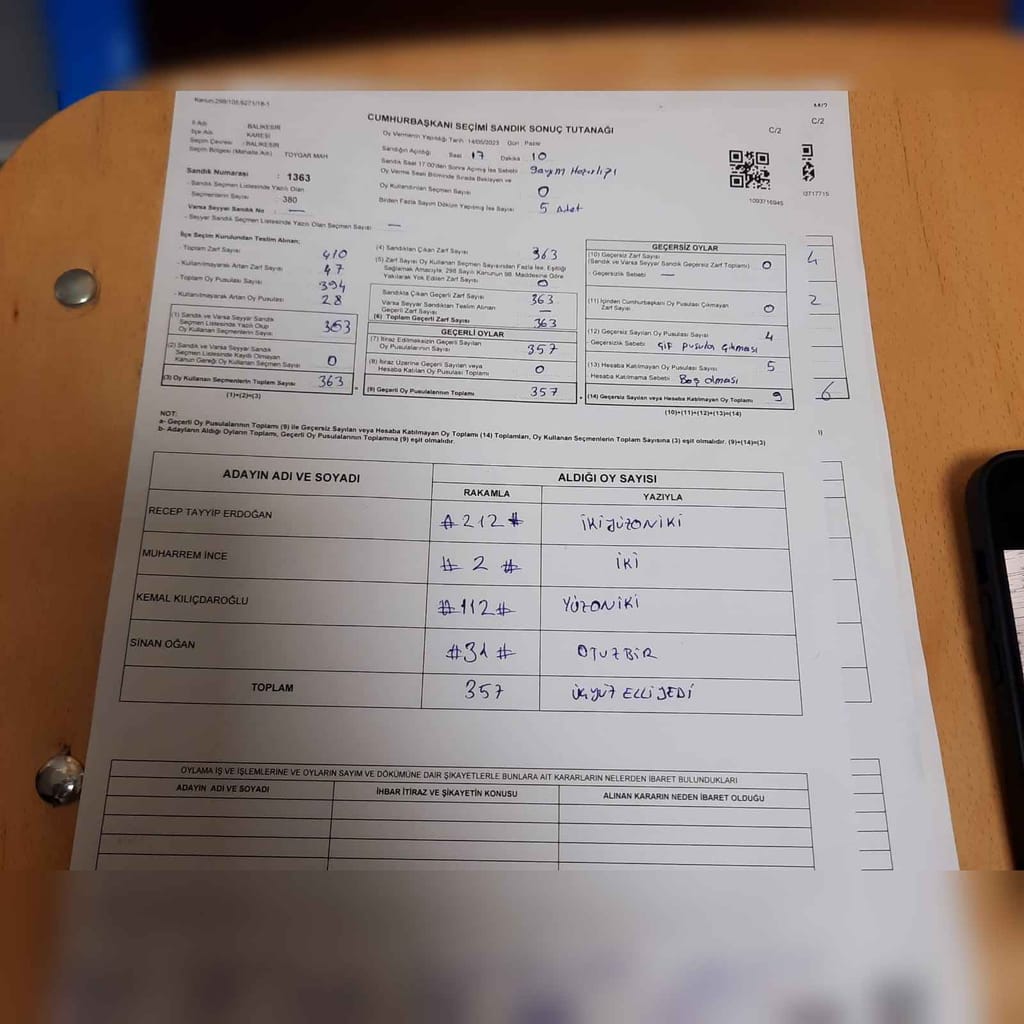 Kanun:298/105,6271/18-1
CUMHURBAŞKANI SEÇİMİ SANDIK SONUÇ TUTANAĞI
C/2
C/2
İl Adı : BALIKESİR
İlçe Adı : KARESİ
Seçim Çevresi : BALIKESİR
Seçim Bölgesi (Mahalle Adı) : TOYGAR MAH
Oy Vermenin Yapıldığı Tarih : 14/05/2023 Gün : Pazar
Sandığın Açıldığı Saat 17 Dakika 10
Sandık Saat 17:00'den Sonra Açılmış İse Sebebi Sayım Hazırlığı
Oy Verme Saati Bitiminde Sırada Bekleyen ve
Oy Kullandırılan Seçmen Sayısı 0
Birden Fazla Sayım Döküm Yapılmış İse Sayısı 5 Adet
1093716945
Sandık Numarası : 1363
- Sandık Seçmen Listesinde Yazılı Olan
Seçmenlerin Sayısı : 380
Varsa Seyyar Sandık No : —
- Seyyar Sandık Seçmen Listesinde Yazılı Olan Seçmen Sayısı : —
İlçe Seçim Kurulundan Teslim Alınan;
- Toplam Zarf Sayısı 410
- Kullanılmayarak Artan Zarf Sayısı 47
- Toplam Oy Pusulası Sayısı 394
- Kullanılmayarak Artan Oy Pusulası 28
(1) Sandık ve Varsa Seyyar Sandık
Seçmen Listesinde Yazılı Olup
Oy Kullanan Seçmenlerin Sayısı 363
(2) Sandık ve Varsa Seyyar Sandık
Seçmen Listesinde Kayıtlı Olmayan
Kanun Gereği Oy Kullanan Seçmen Sayısı 0
(3) Oy Kullanan Seçmenlerin Toplam Sayısı 363
(1)+(2)=(3)
(4) Sandıktan Çıkan Zarf Sayısı 363
(5) Zarf Sayısı Oy Kullanan Seçmen Sayısından Fazla İse, Eşitliği
Sağlamak Amacıyla, 298 Sayılı Kanunun 98. Maddesine Göre
Yakılarak Yok Edilen Zarf Sayısı 0
Sandıkta Çıkan Geçerli Zarf Sayısı 363
Varsa Seyyar Sandıktan Teslim Alınan
Geçerli Zarf Sayısı —
(6) Toplam Geçerli Zarf Sayısı 363
GEÇERLİ OYLAR
(7) İtiraz Edilmeksizin Geçerli Sayılan
Oy Pusulalarının Sayısı 357
(8) İtiraz Üzerine Geçerli Sayılan veya
Hesaba Katılan Oy Pusulası Toplamı 0
(9) Geçerli Oy Pusulalarının Toplamı 357
GEÇERSİZ OYLAR
(10) Geçersiz Zarf Sayısı
(Sandık ve Varsa Seyyar Sandık Geçersiz Zarf Toplamı) 0
- Geçersizlik Sebebi —
(11) İçinden Cumhurbaşkanı Oy Pusulası Çıkmayan
Zarf Sayısı 0
(12) Geçersiz Sayılan Oy Pusulası Sayısı 4
- Geçersizlik Sebebi Çif pusula Çıkması
(13) Hesaba Katılmayan Oy Pusulası Sayısı 5
- Hesaba Katılmama Sebebi Boş olması
(14) Geçersiz Sayılan veya Hesaba Katılmayan Oy Toplamı 9
(10)+(11)+(12)+(13)=(14)
4
2
6
NOT:
a- Geçerli Oy Pusulalarının Toplamı (9) ile Geçersiz Sayılan veya Hesaba Katılmayan Oy Toplamı (14) Toplamları, Oy Kullanan Seçmenlerin Toplam Sayısına (3) eşit olmalıdır. (9)+(14)=(3)
b- Adayların Aldığı Oyların Toplamı, Geçerli Oy Pusulalarının Toplamına (9) eşit olmalıdır.
ADAYIN ADI VE SOYADI ALDIĞI OY SAYISI
RAKAMLA YAZIYLA
RECEP TAYYIP ERDOĞAN #212# İKİYÜZONİKİ
MUHARREM İNCE # 2 # İKİ
KEMAL KILIÇDAROĞLU #112# YÜZONİKİ
SİNAN OĞAN #31# OTUZBİR
TOPLAM 357 ÜÇYÜZ ELLİYEDİ
OYLAMA İŞ VE İŞLEMLERİNE VE OYLARIN SAYIM VE DÖKÜMÜNE DAİR ŞİKAYETLERLE BUNLARA AİT KARARLARIN NELERDEN İBARET BULUNDUKLARI
ADAYIN ADI VE SOYADI İHBAR İTİRAZ VE ŞİKAYETİN KONUSU ALINAN KARARIN NEDEN İBARET OLDUĞU